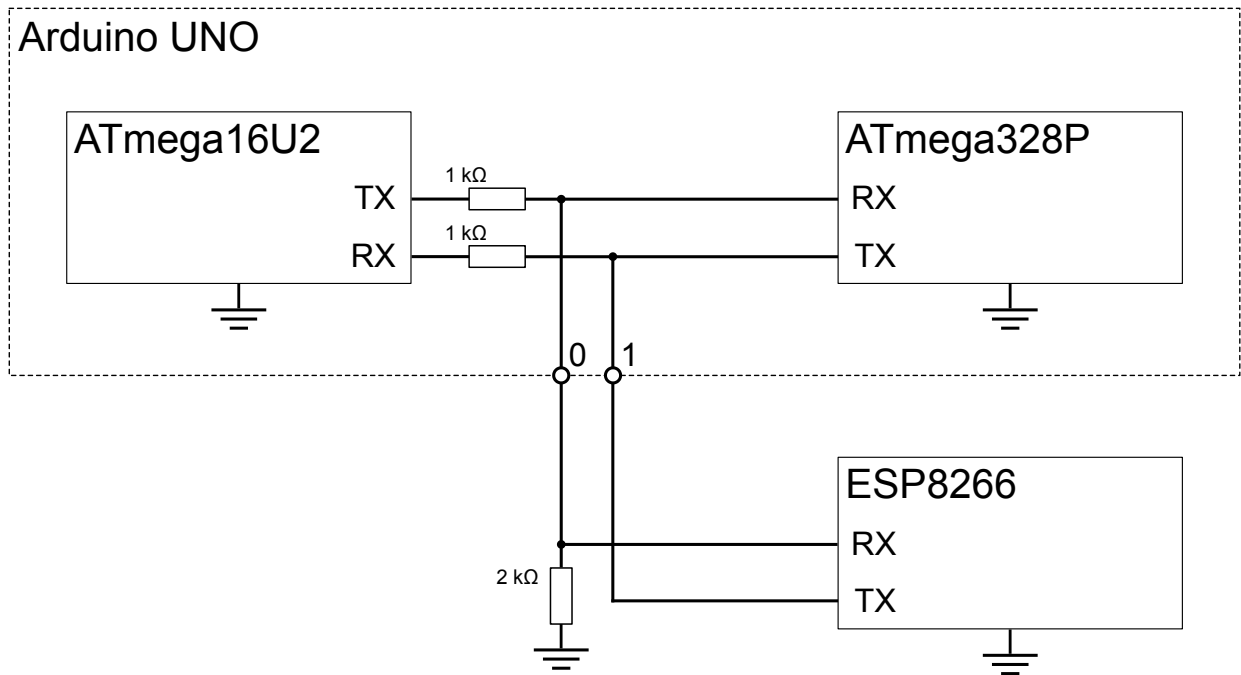 Arduino UNO
ATmega16U2
ATmega328P
1 kΩ
TX
RX
1 kΩ
RX
TX
0
1
ESP8266
RX
2 kΩ
TX